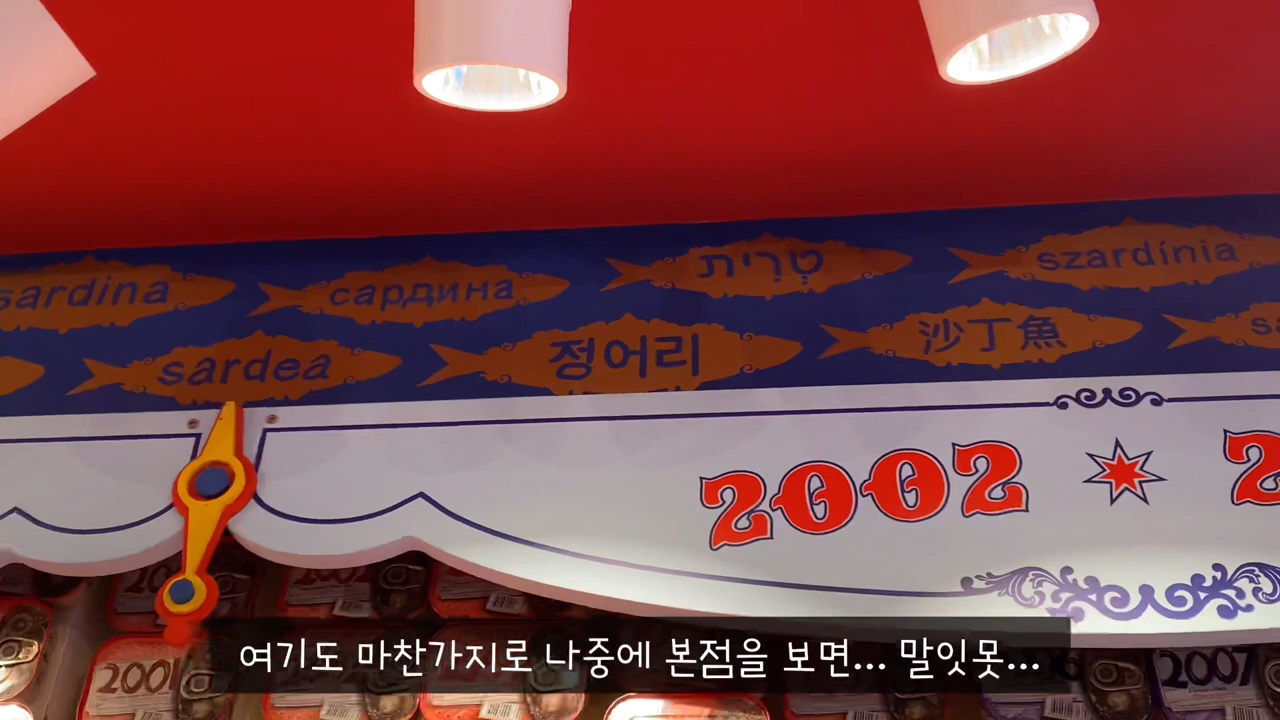 sardina
сардина
טְרִית
szardínia
sardea
정어리
沙丁魚
2002
2001
2007
여기도 마찬가지로 나중에 본점을 보면... 말잇못...